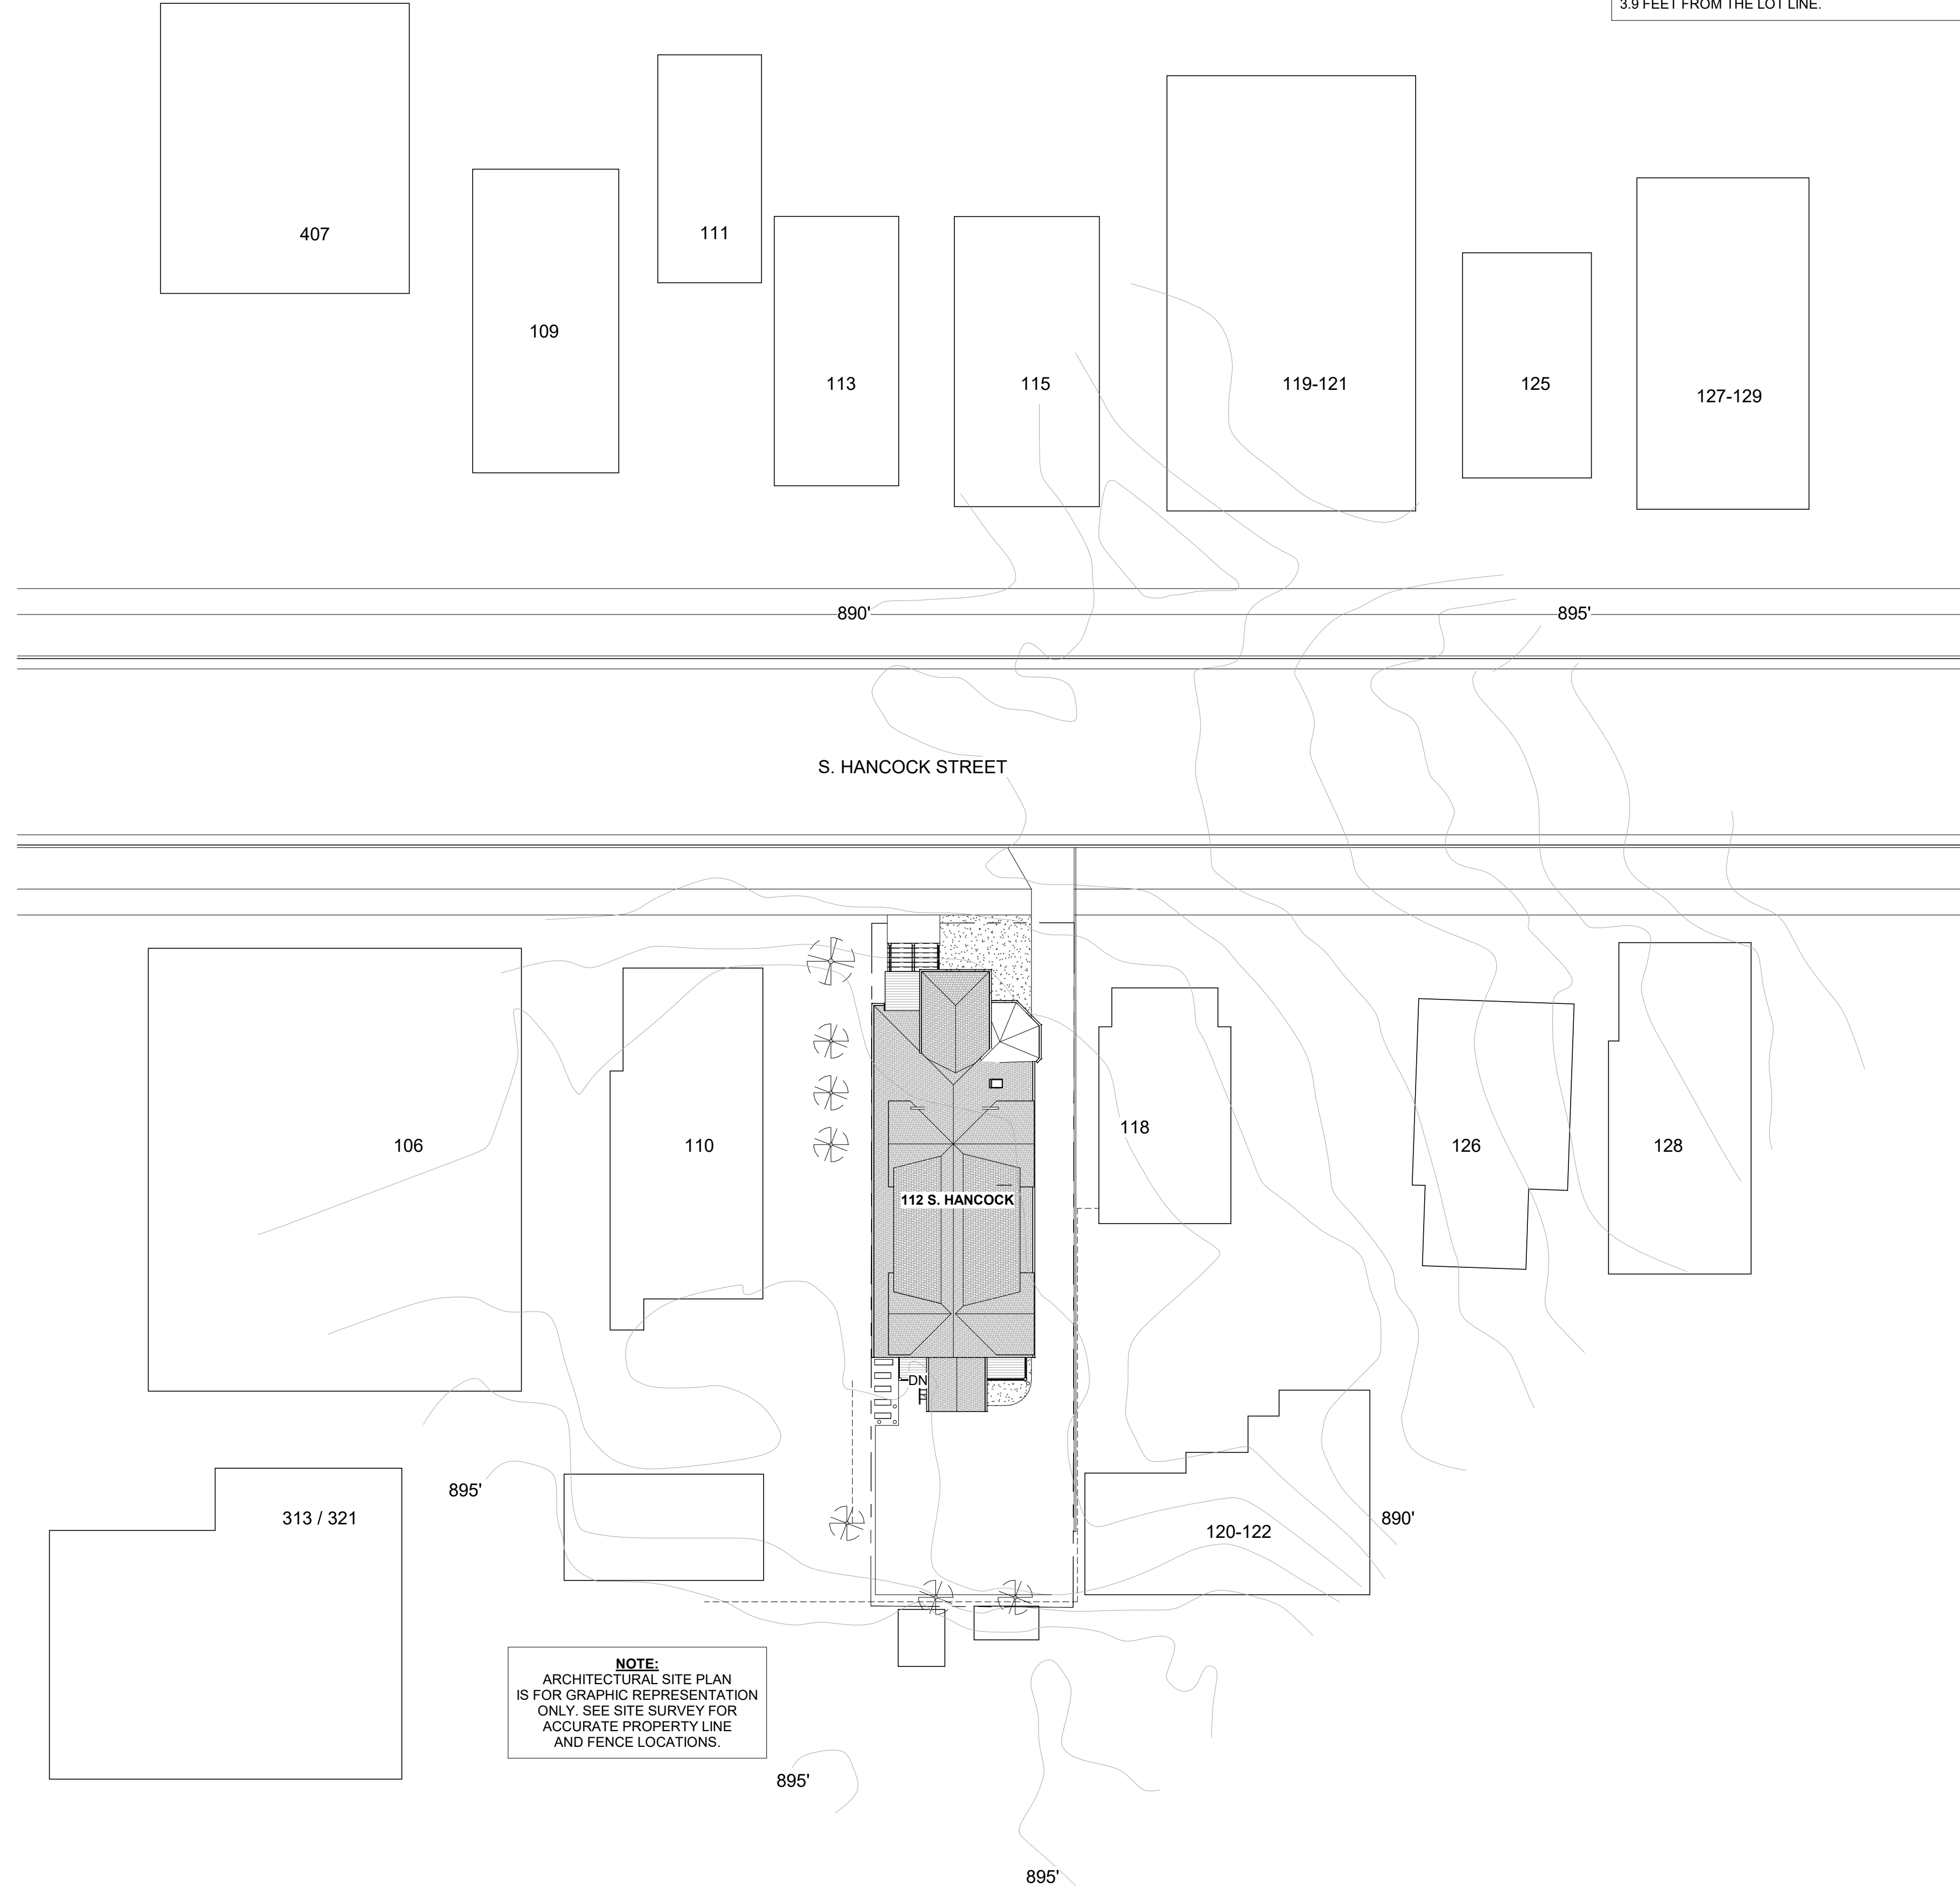 3.9 FEET FROM THE LOT LINE.
407
111
109
113
115
119-121
125
127-129
890'
895'
S. HANCOCK STREET
106
110
118
126
128
112 S. HANCOCK
DN
895'
313 / 321
120-122
890'
NOTE:
ARCHITECTURAL SITE PLAN
IS FOR GRAPHIC REPRESENTATION
ONLY. SEE SITE SURVEY FOR
ACCURATE PROPERTY LINE
AND FENCE LOCATIONS.
895'
895'